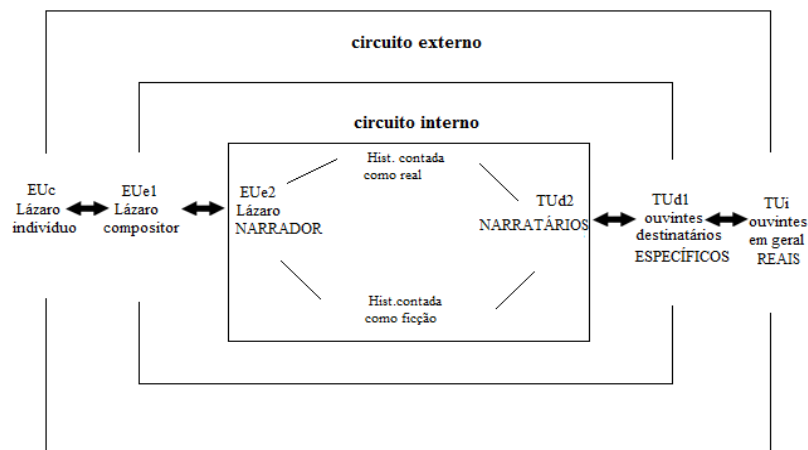 circuito externo
circuito interno
Hist. contada
como real
EUc
Lázaro
individuo
EUe1
Lázaro
compositor
EUe2
Lázaro
NARRADOR
TUd2
NARRATÁRIOS
TUd1
ouvintes
destinatários
ESPECÍFICOS
TUi
ouvintes
em geral
REAIS
Hist.contada
como ficção